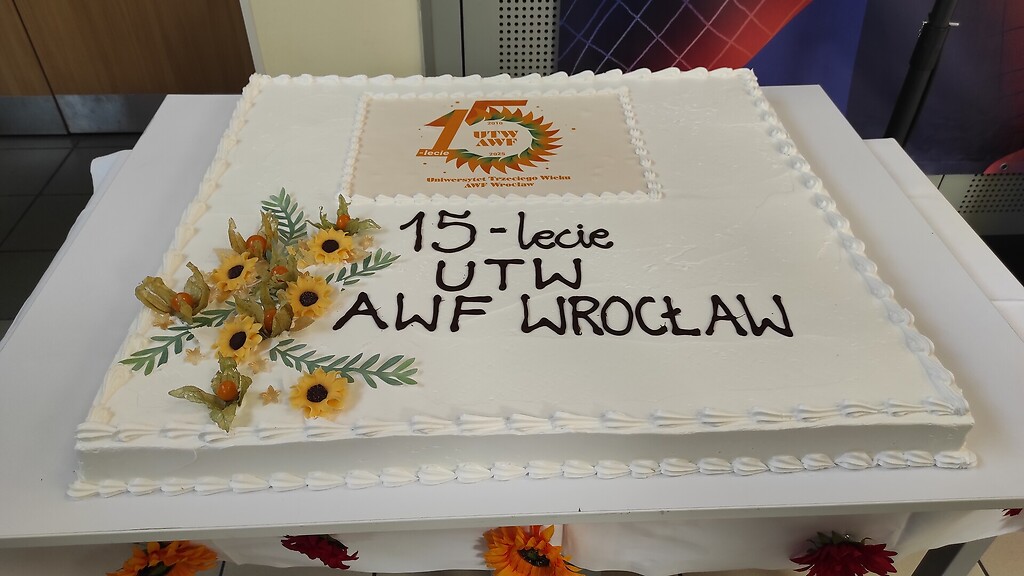 15
-lecie
2010
UTW
AWF
2025
Uniwersytet Trzeciego Wieku
AWF Wrocław
15-lecie
UTW
AWF WROCŁAW